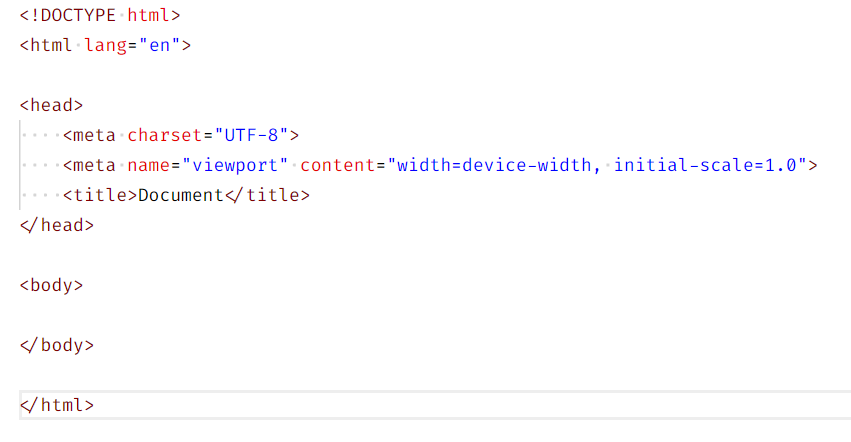 <!DOCTYPE html>
<html lang="en">
<head>
    <meta charset="UTF-8">
    <meta name="viewport" content="width=device-width, initial-scale=1.0">
    <title>Document</title>
</head>
<body>
</body>
</html>